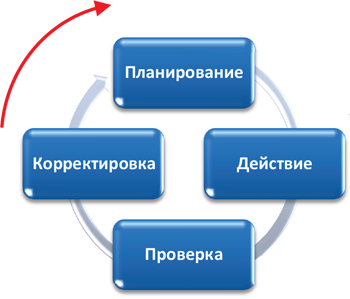 Планирование
Корректировка
Действие
Проверка